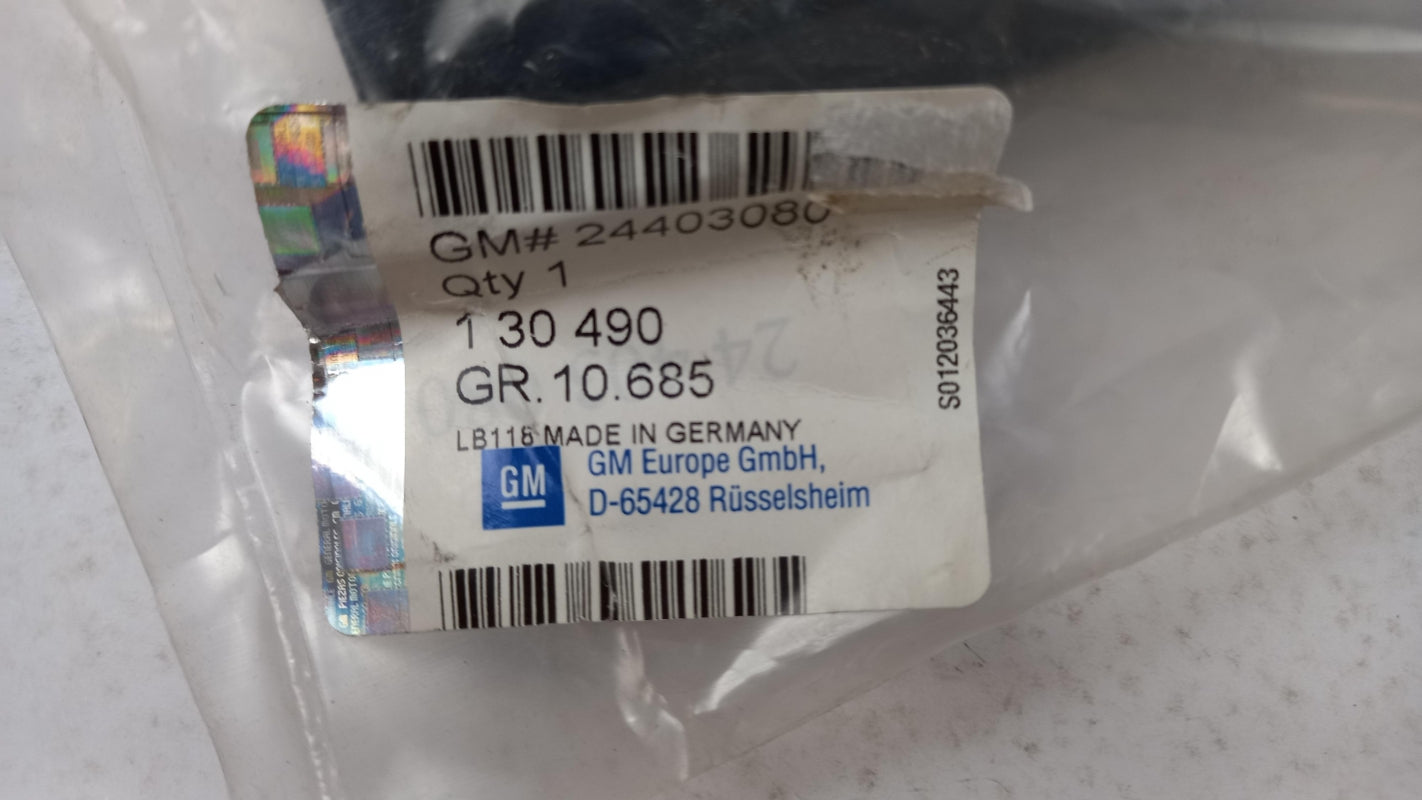 GM# 24403080
Qty 1
1 30 490
GR.10.685
LB118 MADE IN GERMANY
GM
GM Europe GmbH,
D-65428 Rüsselsheim
S012036443